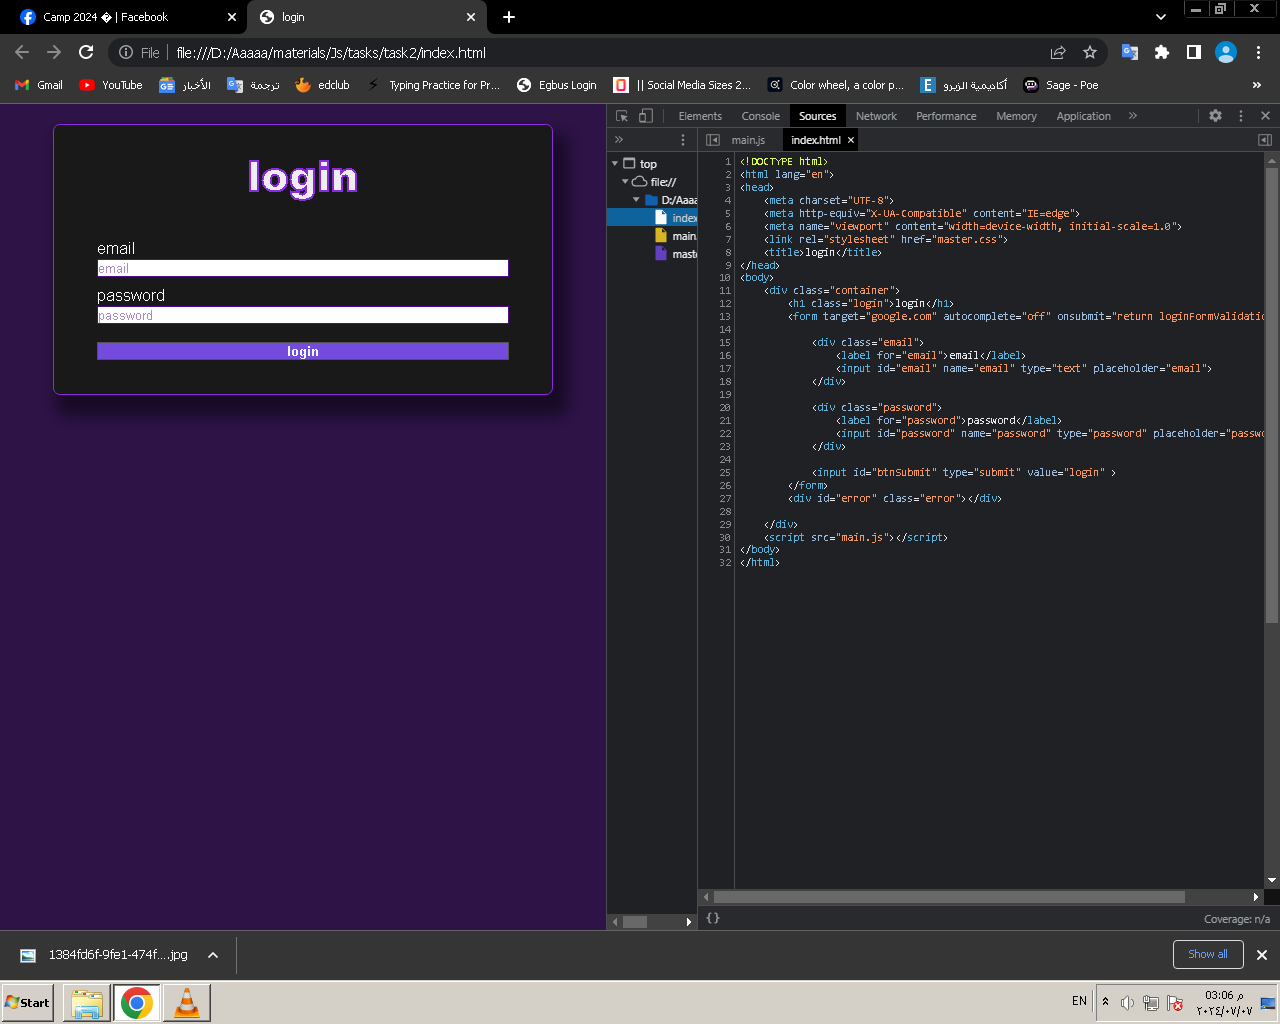 Camp 2024 � | Facebook
login
File
file:///D:/Aaaaa/materials/Js/tasks/task2/index.html
Gmail
YouTube
الأخبار
ترجمة
edclub
Typing Practice for Pr...
Egbus Login
|| Social Media Sizes 2...
Color wheel, a color p...
أكاديمية الزيرو
Sage - Poe
»
login
email
email
password
password
login
Elements
Console
Sources
Network
Performance
Memory
Application
»
»
main.js
index.html
top
file://
D:/Aaaa
index
main.
maste
1 <!DOCTYPE html>
2 <html lang="en">
3 <head>
4 <meta charset="UTF-8">
5 <meta http-equiv="X-UA-Compatible" content="IE=edge">
6 <meta name="viewport" content="width=device-width, initial-scale=1.0">
7 <link rel="stylesheet" href="master.css">
8 <title>login</title>
9 </head>
10 <body>
11 <div class="container">
12 <h1 class="login">login</h1>
13 <form target="google.com" autocomplete="off" onsubmit="return loginFormValidatio
14
15 <div class="email">
16 <label for="email">email</label>
17 <input id="email" name="email" type="text" placeholder="email">
18 </div>
19
20 <div class="password">
21 <label for="password">password</label>
22 <input id="password" name="password" type="password" placeholder="passwo
23 </div>
24
25 <input id="btnSubmit" type="submit" value="login" >
26 </form>
27 <div id="error" class="error"></div>
28
29 </div>
30 <script src="main.js"></script>
31 </body>
32 </html>
{}
Coverage: n/a
1384fd6f-9fe1-474f....jpg
Show all
Start
EN
03:06 م
٢٠٢٤/٠٧/٠٧